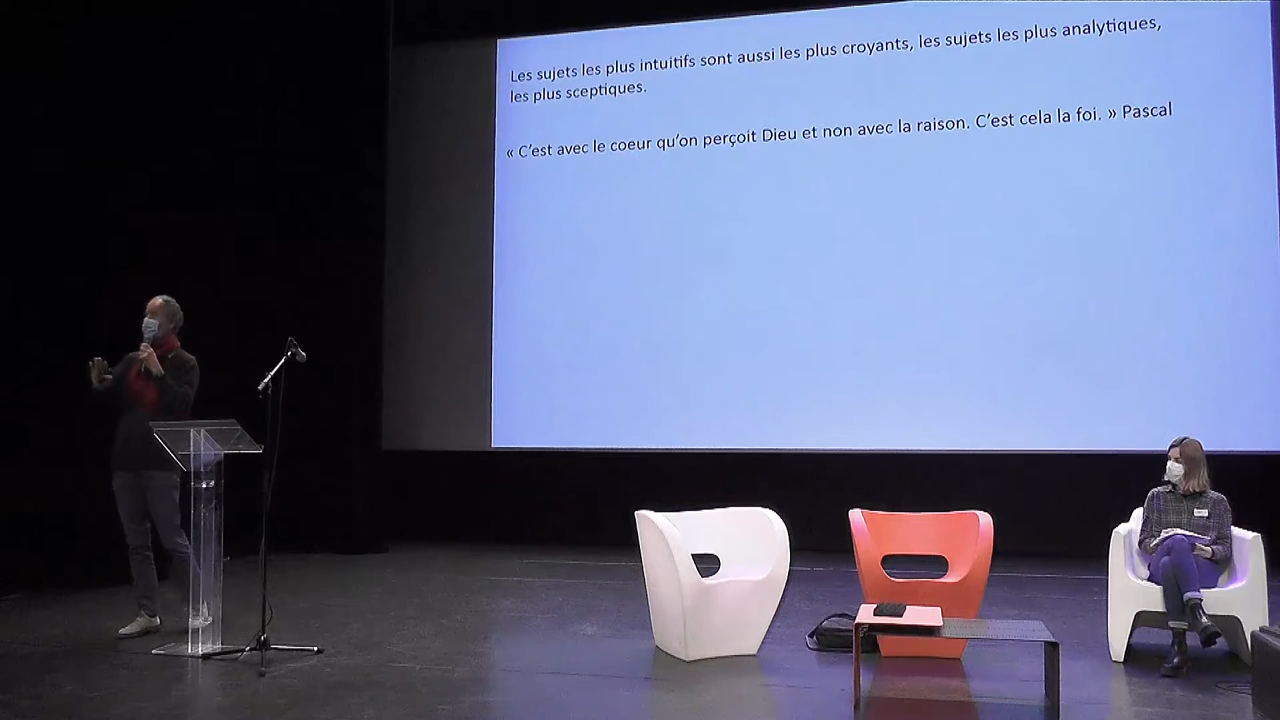 Les sujets les plus intuitifs sont aussi les plus croyants, les sujets les plus analytiques,
les plus sceptiques.
« C’est avec le coeur qu’on perçoit Dieu et non avec la raison. C’est cela la foi. » Pascal